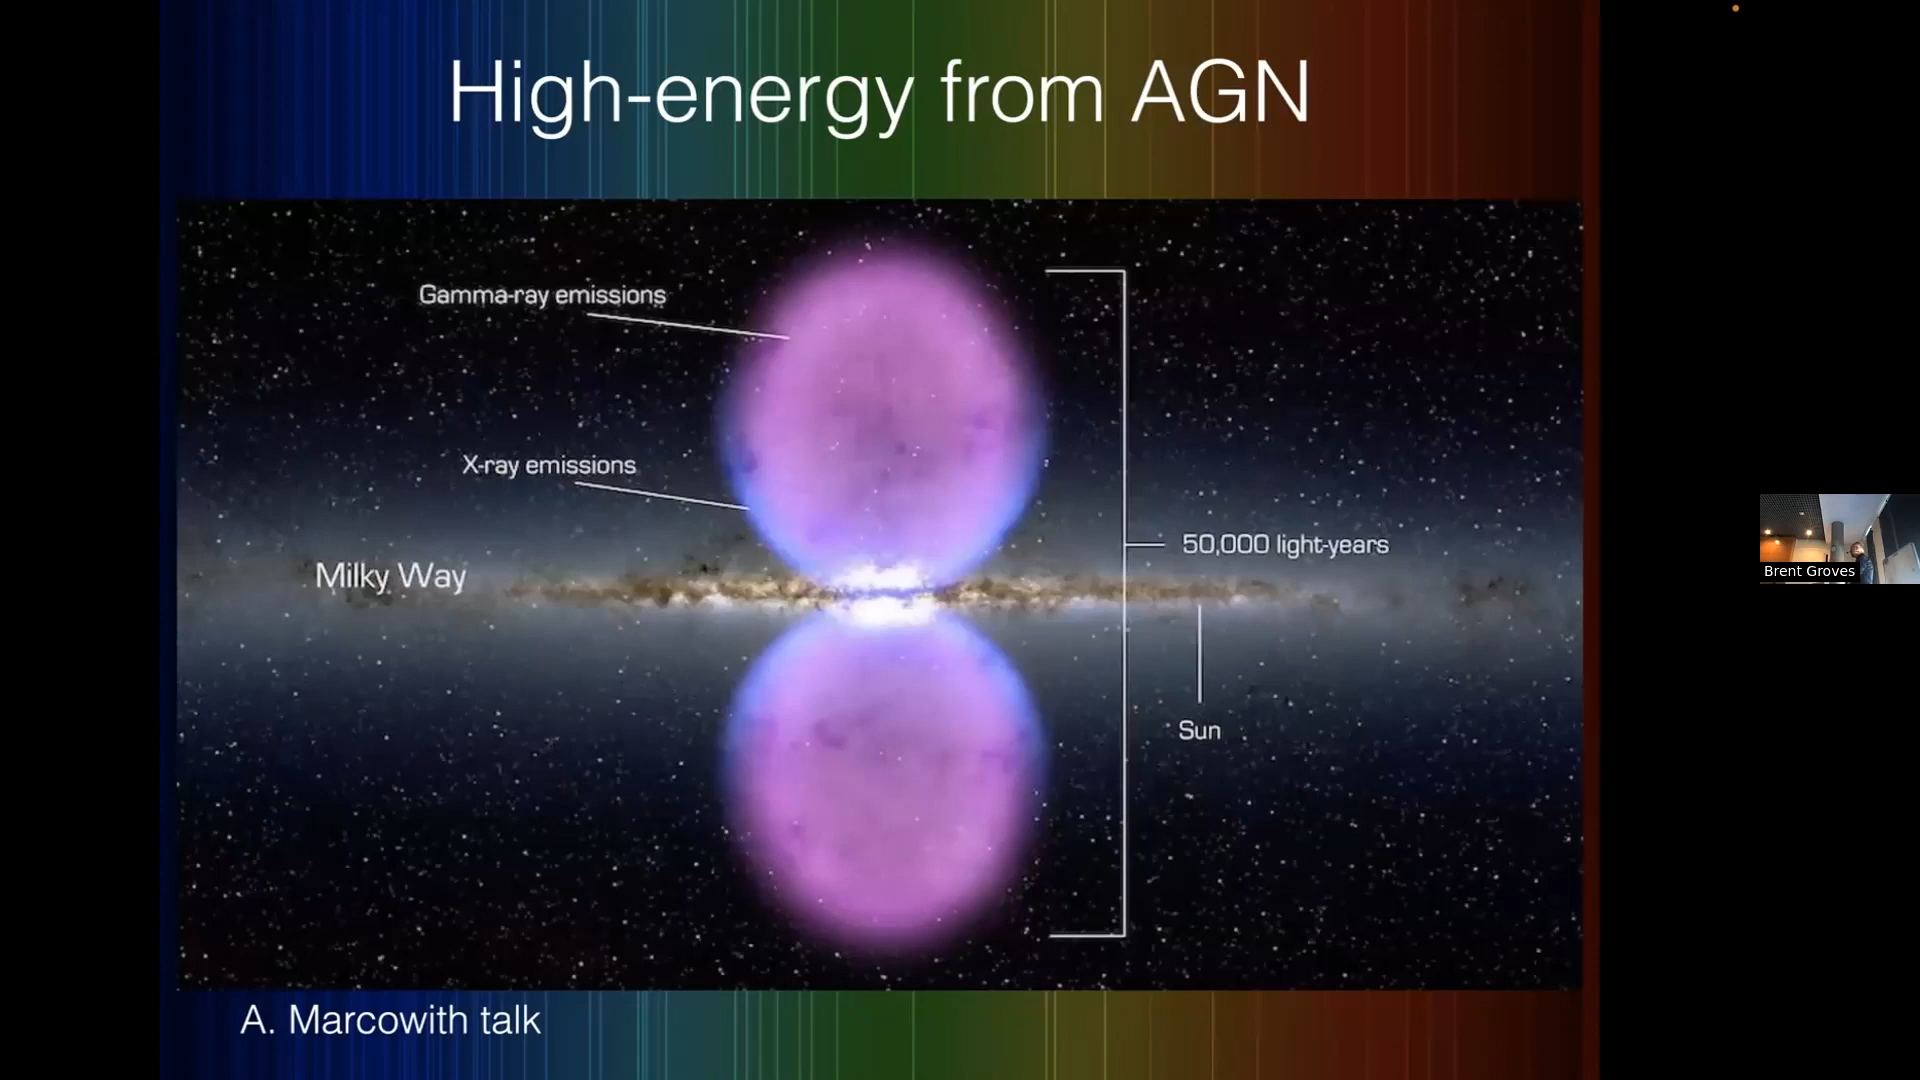 High-energy from AGN
Gamma-ray emissions
X-ray emissions
Milky Way
50,000 light-years
Sun
Brent Groves
A. Marcowith talk